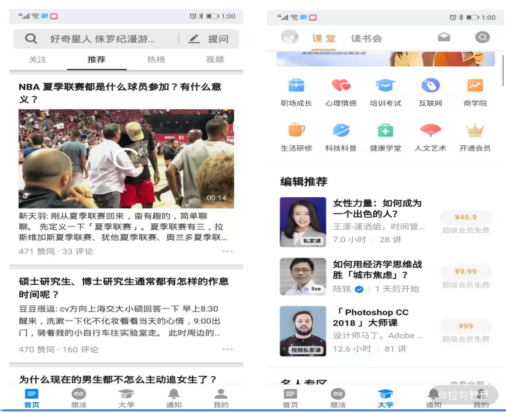 1:00
好奇星人 侏罗纪漫游...
提问
关注 推荐 热榜 视频
NBA 夏季联赛都是什么球员参加？有什么意
义？
00:14
靳天羽: 刚从夏季联赛回来，蛮有趣的，简单聊
聊。 先定义一下「夏季联赛」。夏季联赛有三，拉
斯维加斯夏季联赛、犹他夏季联赛、奥兰多夏季联...
471 赞同 · 33 评论
硕士研究生、博士研究生通常都有怎样的作息
时间呢？
豆豆很逗: cv方向上海交大小硕回答一下 早上8:30
醒来，洗漱一下化不化妆看看当天的心情，9:00出
门，骑着我的小自行车往实验室走。 此时周边的...
470 赞同 · 160 评论
为什么现在的男生都不怎么主动追女生了？
首页 想法 大学 通知 我的
1:00
课堂 读书会
职场成长 心理情感 培训考试 互联网 商学院
生活研修 科技科普 健康学堂 人文艺术 开通会员
编辑推荐
女性力量：如何成为
一个出色的人？
王潇-潇洒姐，时间管...
7.0 小时 | 28 讲
私家课
¥49.9
超级会员免费
如何用经济学思维战
胜「城市焦虑」？
陆铭 1 天后开始
live
¥9.99
超级会员免费
「 Photoshop CC
2018 」大师课
设计师马丁，Adobe ...
12.6 小时 | 81 讲
视频私家课
¥99
超级会员免费
名人专区
首页 想法 大学 通知 我的
@拉勾教育